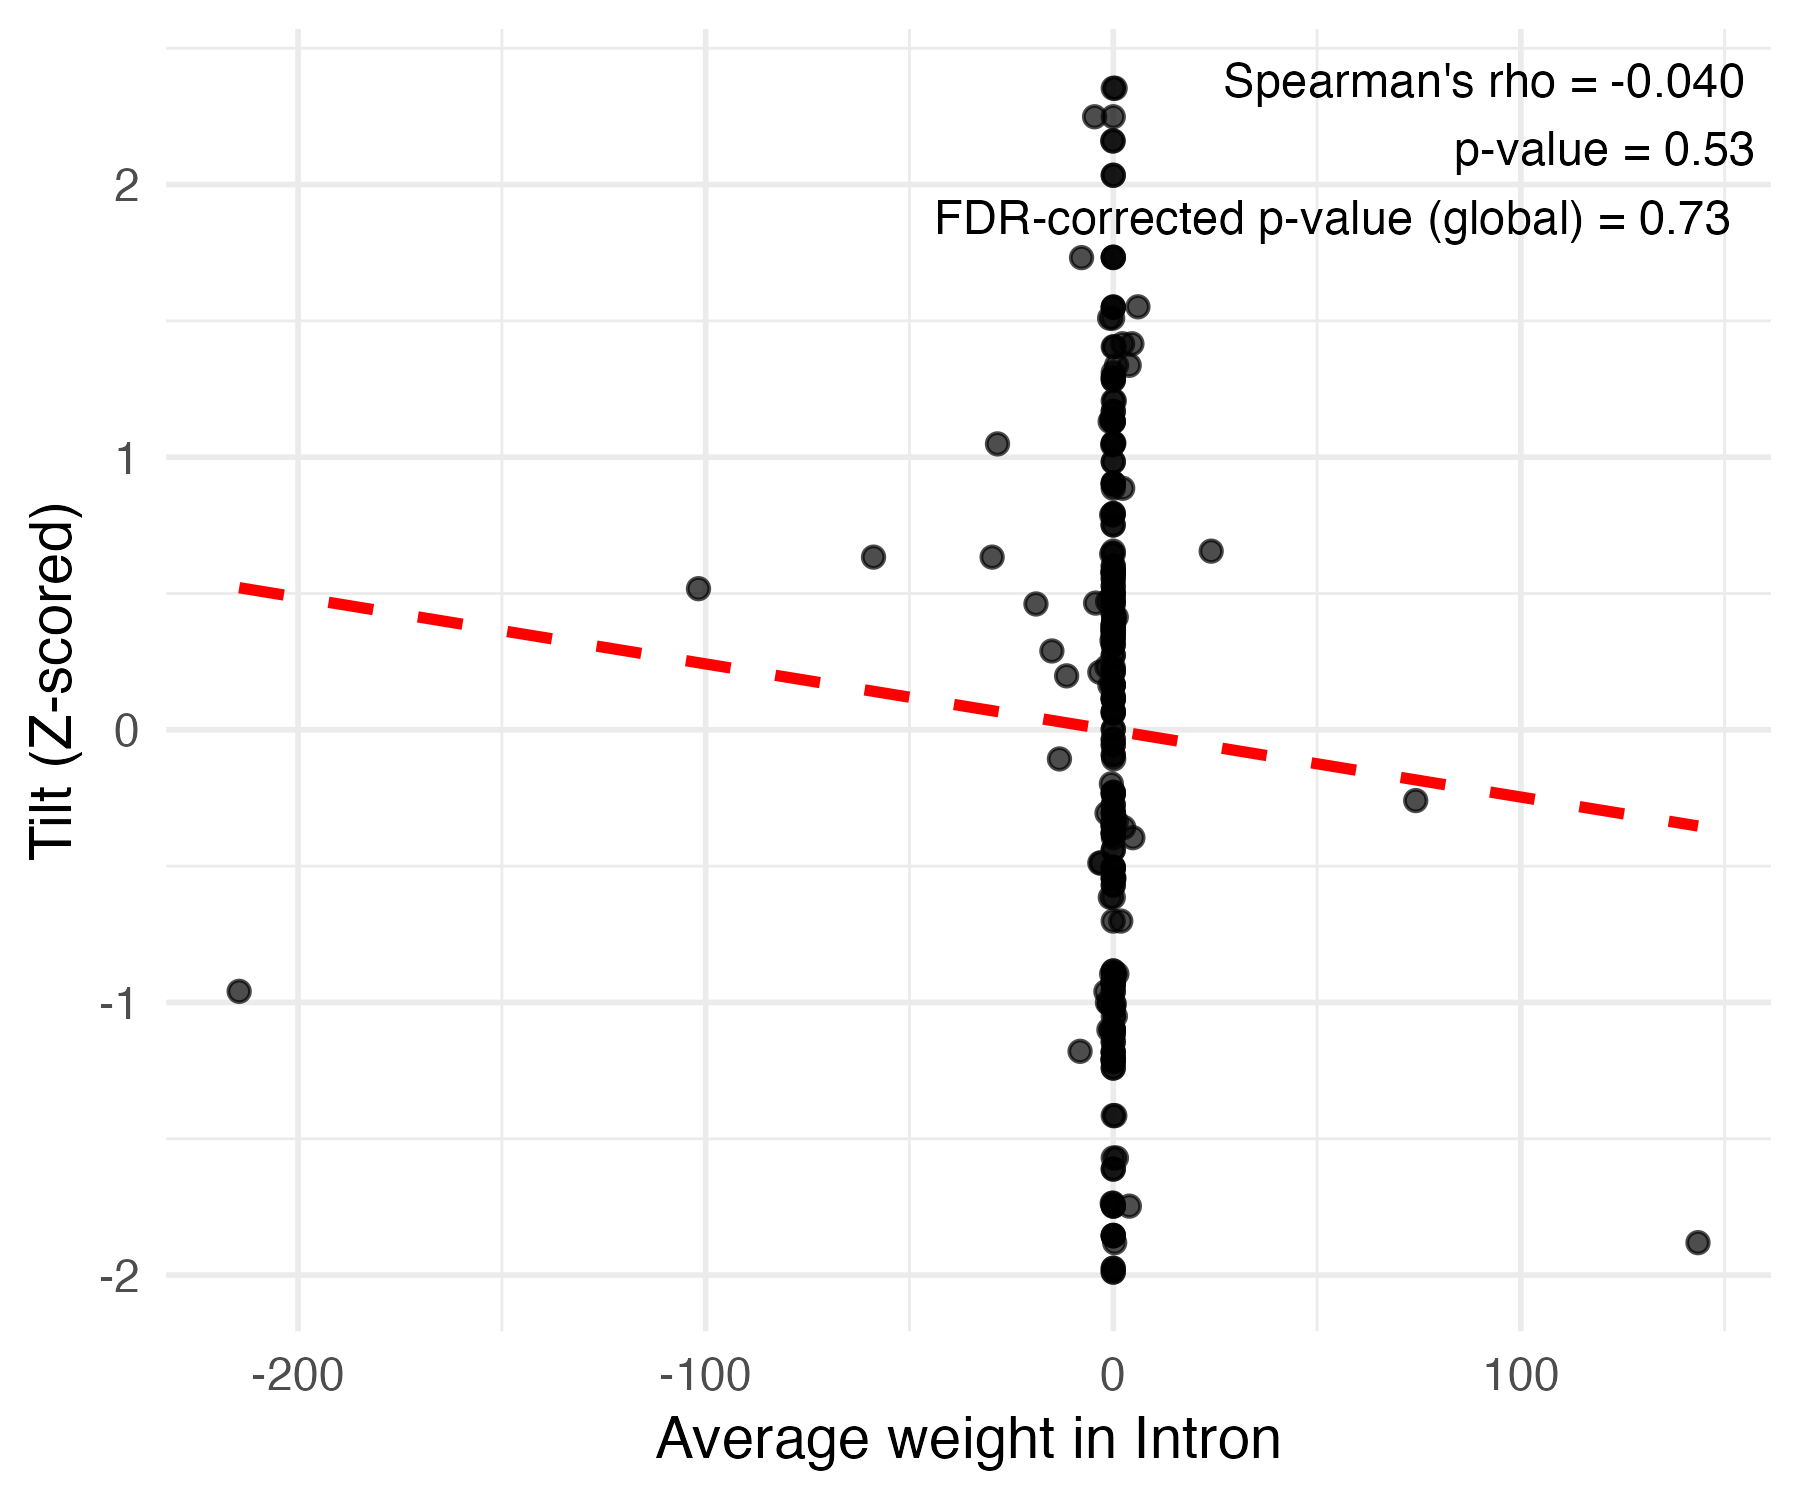 Spearman's rho = -0.040
p-value = 0.53
FDR-corrected p-value (global) = 0.73
2
1
0
-1
-2
Tilt (Z-scored)
-200 -100 0 100
Average weight in Intron